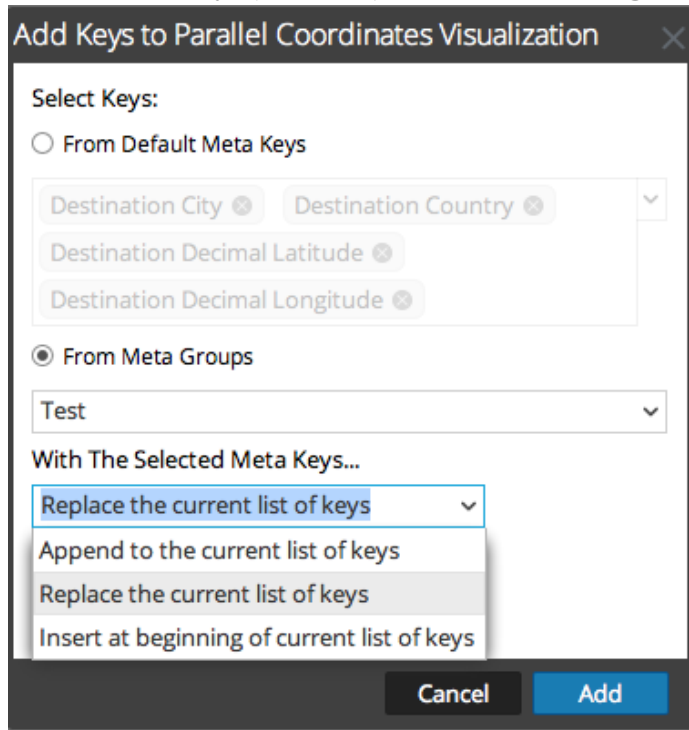 Add Keys to Parallel Coordinates Visualization
Select Keys:
From Default Meta Keys
Destination City Destination Country
Destination Decimal Latitude
Destination Decimal Longitude
From Meta Groups
Test
With The Selected Meta Keys...
Replace the current list of keys
Append to the current list of keys
Replace the current list of keys
Insert at beginning of current list of keys
Cancel Add